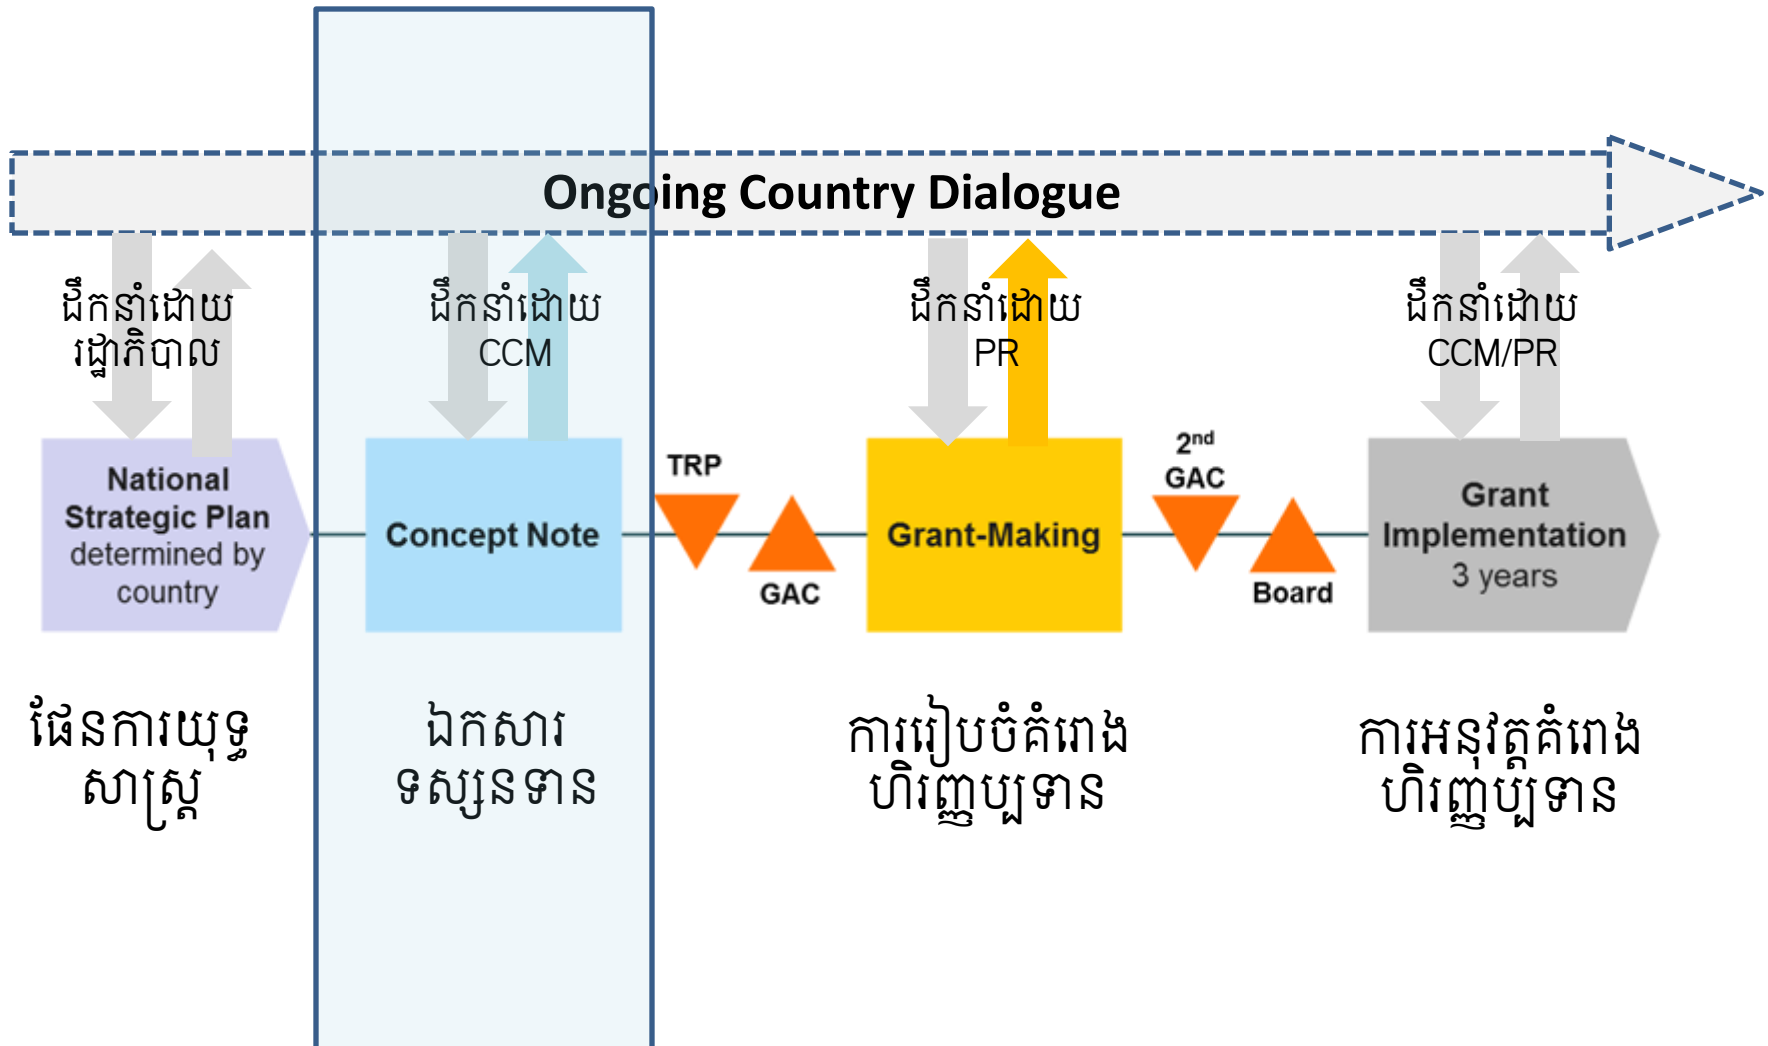 Ongoing Country Dialogue
ដឹកនាំដោយ
រដ្ឋាភិបាល
ដឹកនាំដោយ
CCM
ដឹកនាំដោយ
PR
ដឹកនាំដោយ
CCM/PR
National
Strategic Plan
determined by
country
Concept Note
TRP
GAC
Grant-Making
2nd
GAC
Board
Grant
Implementation
3 years
ផែនការយុទ្ធ
សាស្ត្រ
ឯកសារ
ទស្សនទាន
ការរៀបចំគំរោង
ហិរញ្ញប្បទាន
ការអនុវត្តគំរោង
ហិរញ្ញប្បទាន